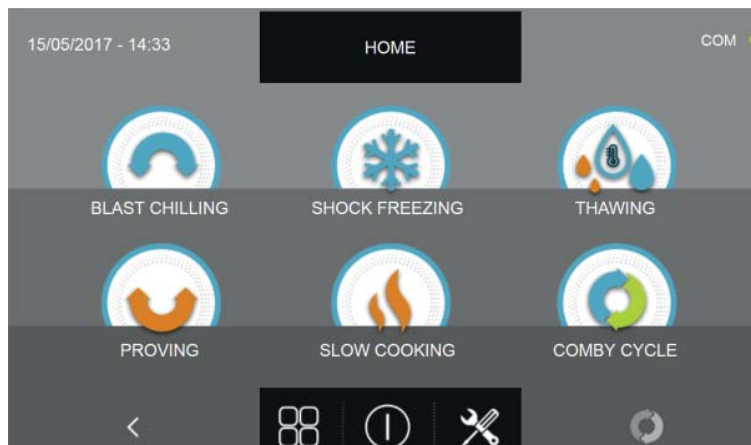 15/05/2017 - 14:33
HOME
COM
BLAST CHILLING
SHOCK FREEZING
THAWING
PROVING
SLOW COOKING
COMBY CYCLE